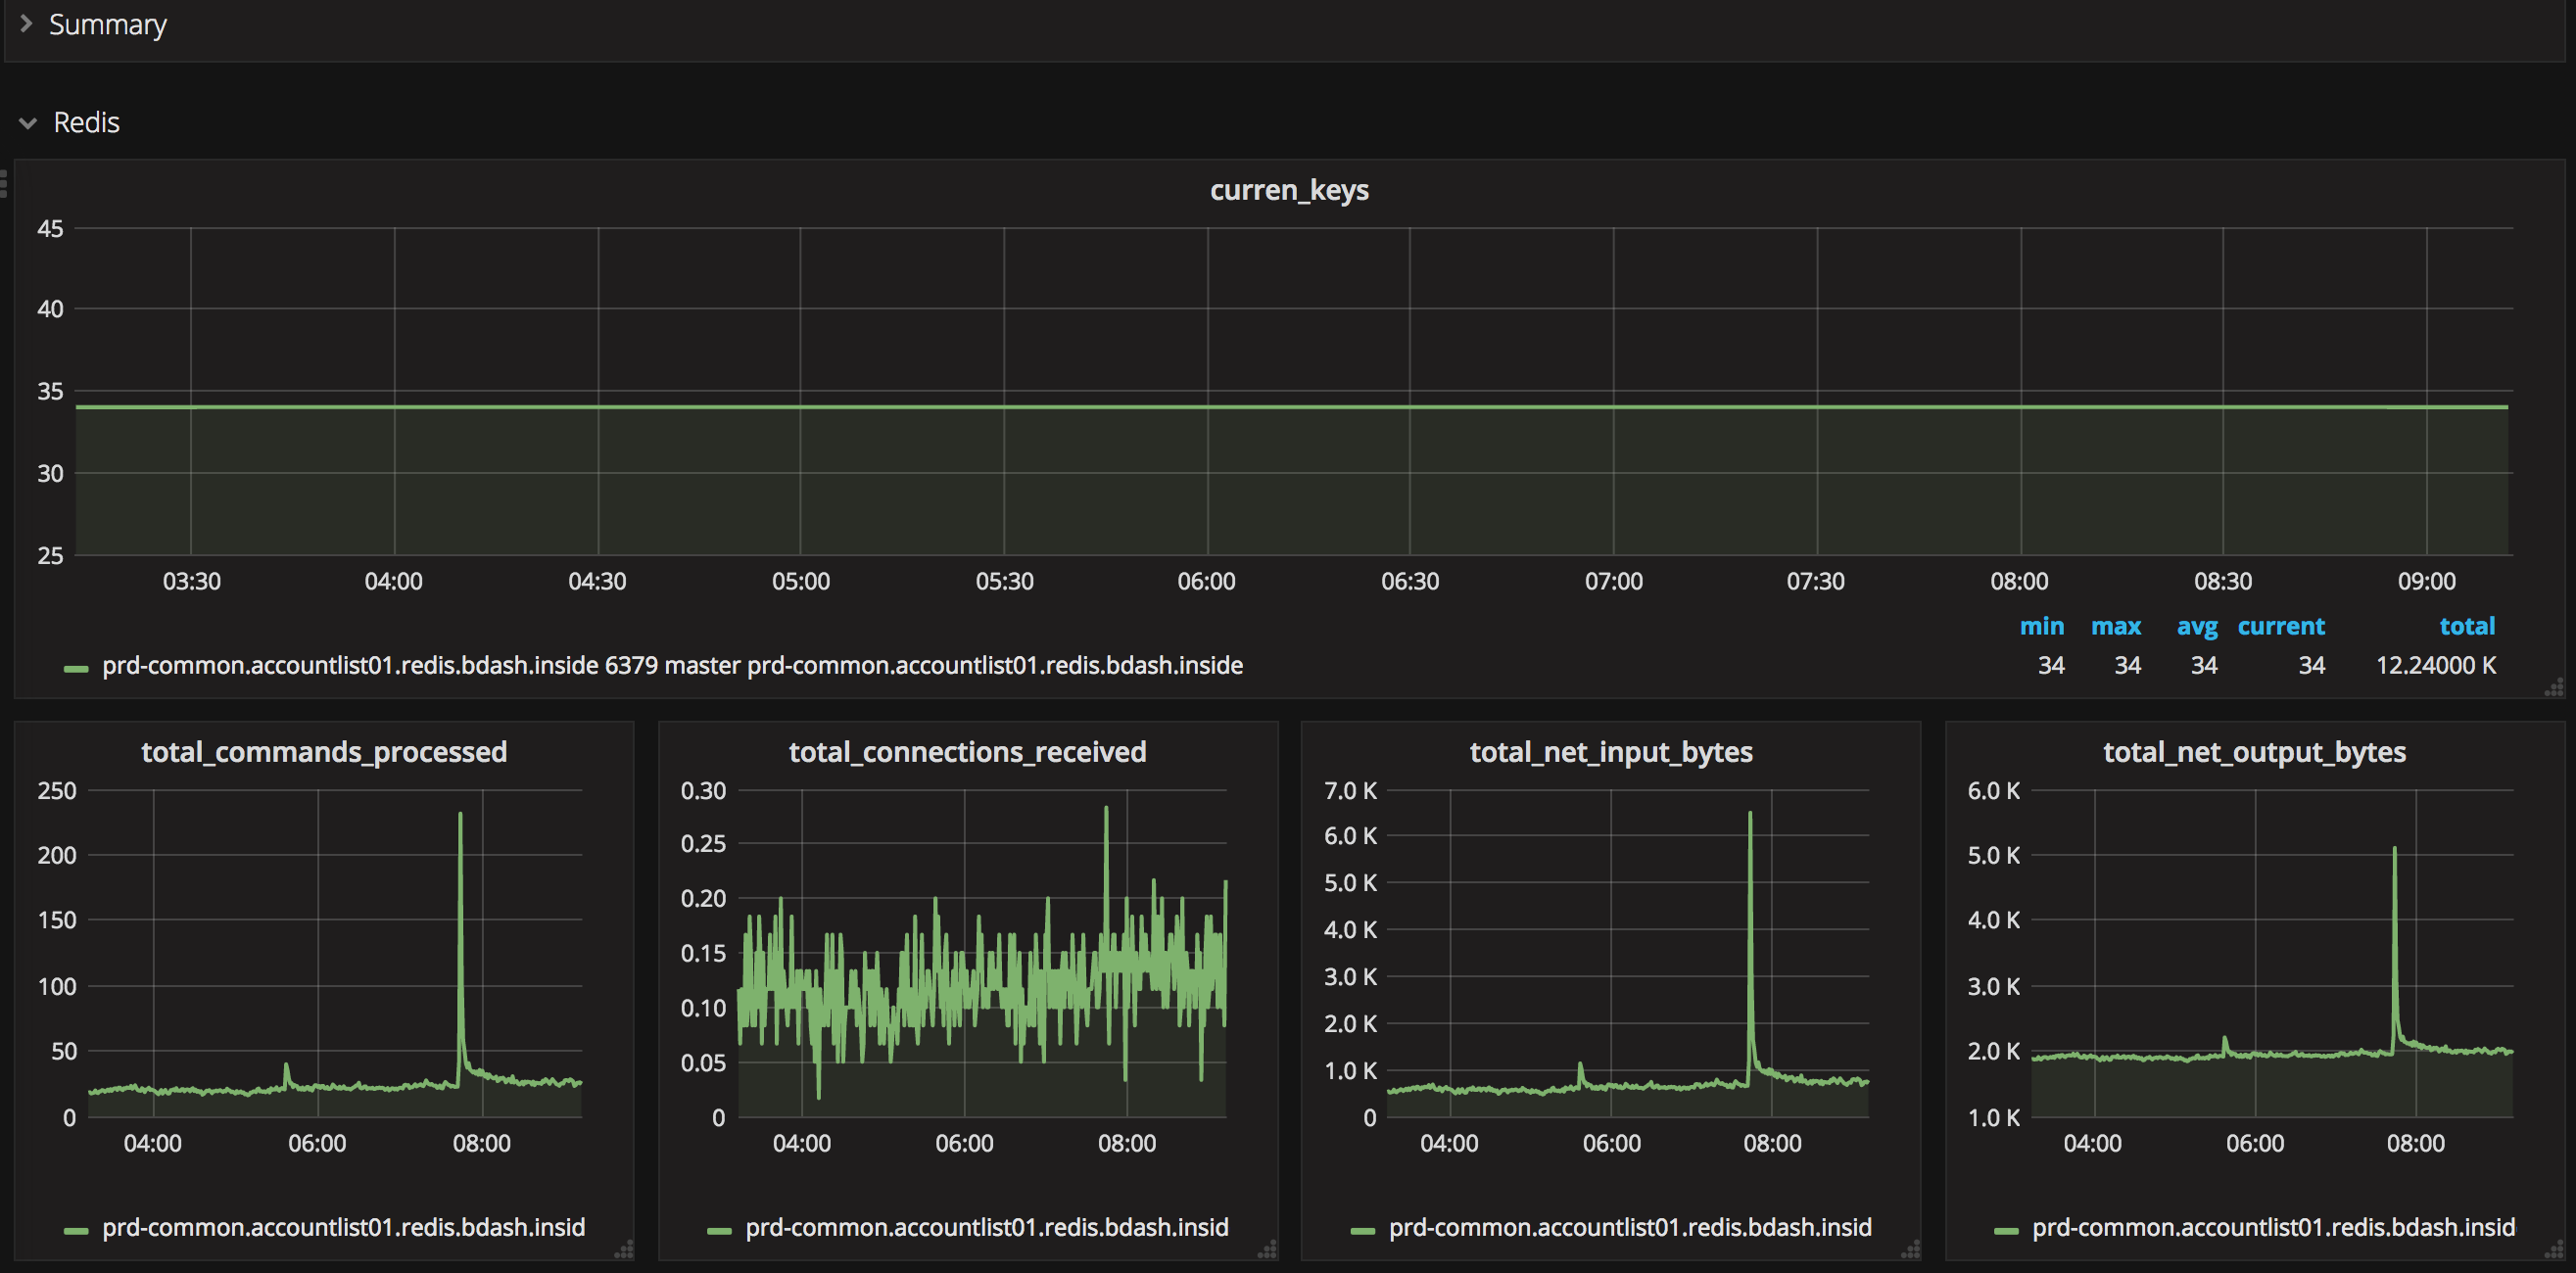 Summary
Redis
curren_keys
45
40
35
30
25
03:30 04:00 04:30 05:00 05:30 06:00 06:30 07:00 07:30 08:00 08:30 09:00
min max avg current total
prd-common.accountlist01.redis.bdash.inside 6379 master prd-common.accountlist01.redis.bdash.inside 34 34 34 34 12.24000 K
total_commands_processed
250
200
150
100
50
0
04:00 06:00 08:00
prd-common.accountlist01.redis.bdash.insid
total_connections_received
0.30
0.25
0.20
0.15
0.10
0.05
0
04:00 06:00 08:00
prd-common.accountlist01.redis.bdash.insid
total_net_input_bytes
7.0 K
6.0 K
5.0 K
4.0 K
3.0 K
2.0 K
1.0 K
0
04:00 06:00 08:00
prd-common.accountlist01.redis.bdash.insid
total_net_output_bytes
6.0 K
5.0 K
4.0 K
3.0 K
2.0 K
1.0 K
04:00 06:00 08:00
prd-common.accountlist01.redis.bdash.insid